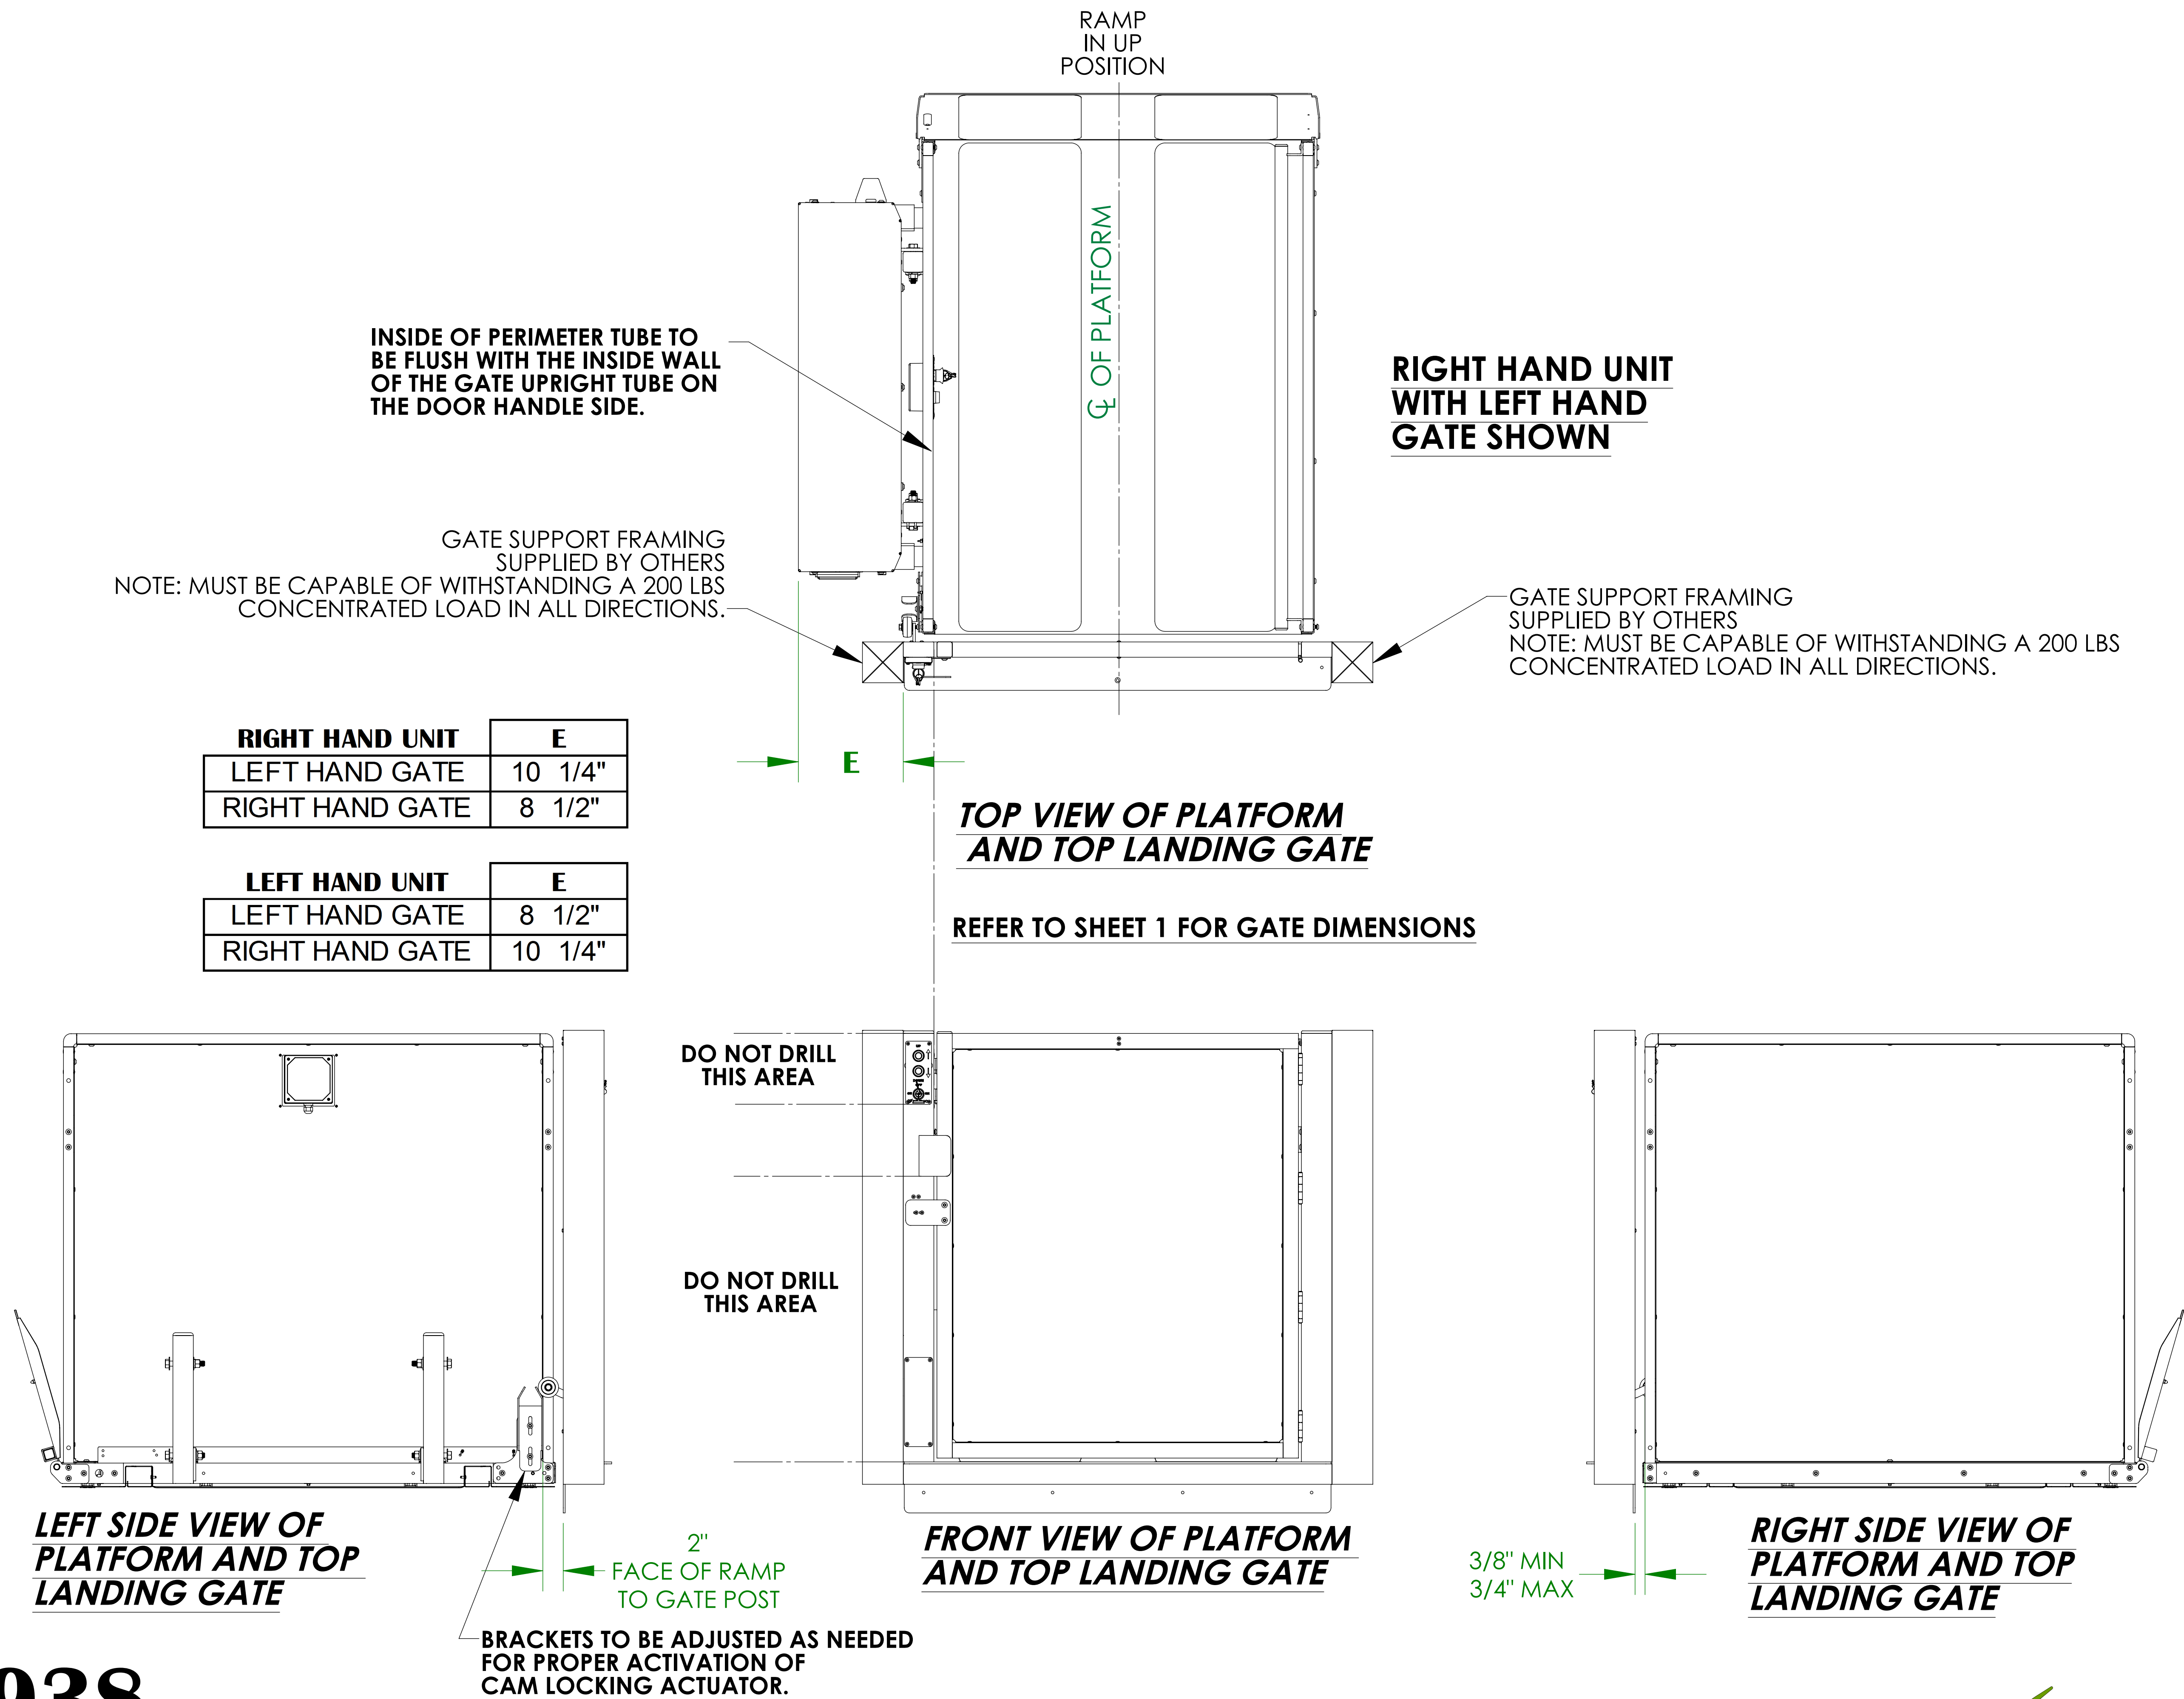 RAMP
IN UP
POSITION
℄ OF PLATFORM
INSIDE OF PERIMETER TUBE TO
BE FLUSH WITH THE INSIDE WALL
OF THE GATE UPRIGHT TUBE ON
THE DOOR HANDLE SIDE.
RIGHT HAND UNIT
WITH LEFT HAND
GATE SHOWN
GATE SUPPORT FRAMING
SUPPLIED BY OTHERS
NOTE: MUST BE CAPABLE OF WITHSTANDING A 200 LBS
CONCENTRATED LOAD IN ALL DIRECTIONS.
GATE SUPPORT FRAMING
SUPPLIED BY OTHERS
NOTE: MUST BE CAPABLE OF WITHSTANDING A 200 LBS
CONCENTRATED LOAD IN ALL DIRECTIONS.
RIGHT HAND UNIT E
LEFT HAND GATE 10 1/4"
RIGHT HAND GATE 8 1/2"
E
TOP VIEW OF PLATFORM
AND TOP LANDING GATE
LEFT HAND UNIT E
LEFT HAND GATE 8 1/2"
RIGHT HAND GATE 10 1/4"
REFER TO SHEET 1 FOR GATE DIMENSIONS
DO NOT DRILL
THIS AREA
DO NOT DRILL
THIS AREA
LEFT SIDE VIEW OF
PLATFORM AND TOP
LANDING GATE
2"
FACE OF RAMP
TO GATE POST
FRONT VIEW OF PLATFORM
AND TOP LANDING GATE
3/8" MIN
3/4" MAX
RIGHT SIDE VIEW OF
PLATFORM AND TOP
LANDING GATE
BRACKETS TO BE ADJUSTED AS NEEDED
FOR PROPER ACTIVATION OF
CAM LOCKING ACTUATOR.
938